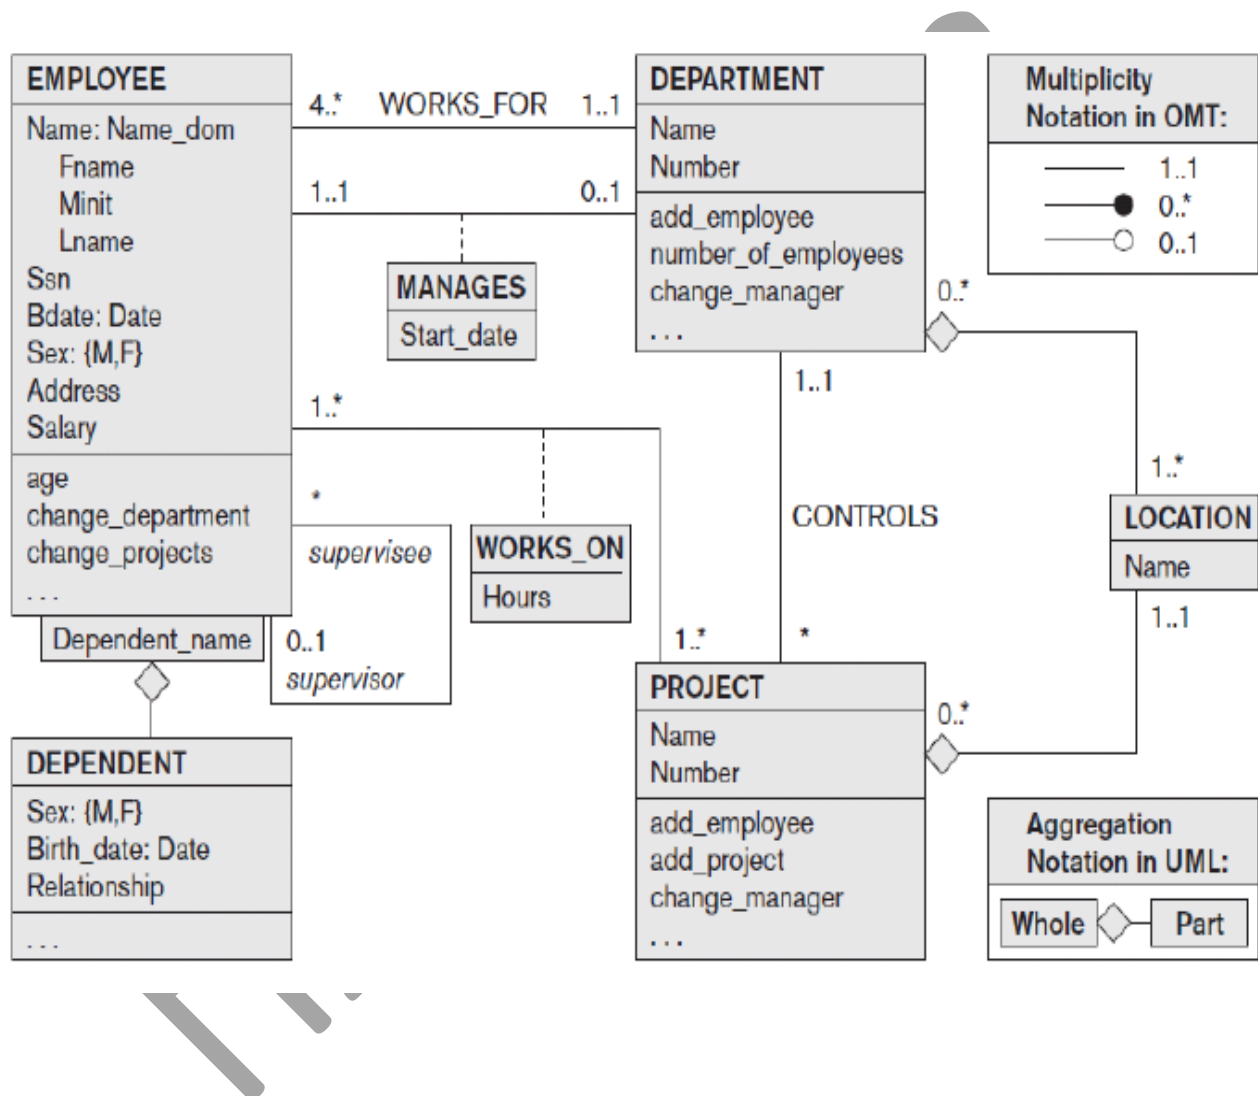 EMPLOYEE
Name: Name_dom
Fname
Minit
Lname
Ssn
Bdate: Date
Sex: {M,F}
Address
Salary
age
change_department
change_projects
. . .
Dependent_name
DEPENDENT
Sex: {M,F}
Birth_date: Date
Relationship
. . .
4..* WORKS_FOR 1..1
1..1 0..1
MANAGES
Start_date
1..*
*
supervisee
0..1
supervisor
WORKS_ON
Hours
1..*
DEPARTMENT
Name
Number
add_employee
number_of_employees
change_manager
. . .
0..*
1..1
CONTROLS
*
PROJECT
Name
Number
add_employee
add_project
change_manager
. . .
0..*
1..*
LOCATION
Name
1..1
Multiplicity
Notation in OMT:
1..1
0..*
0..1
Aggregation
Notation in UML:
Whole Part